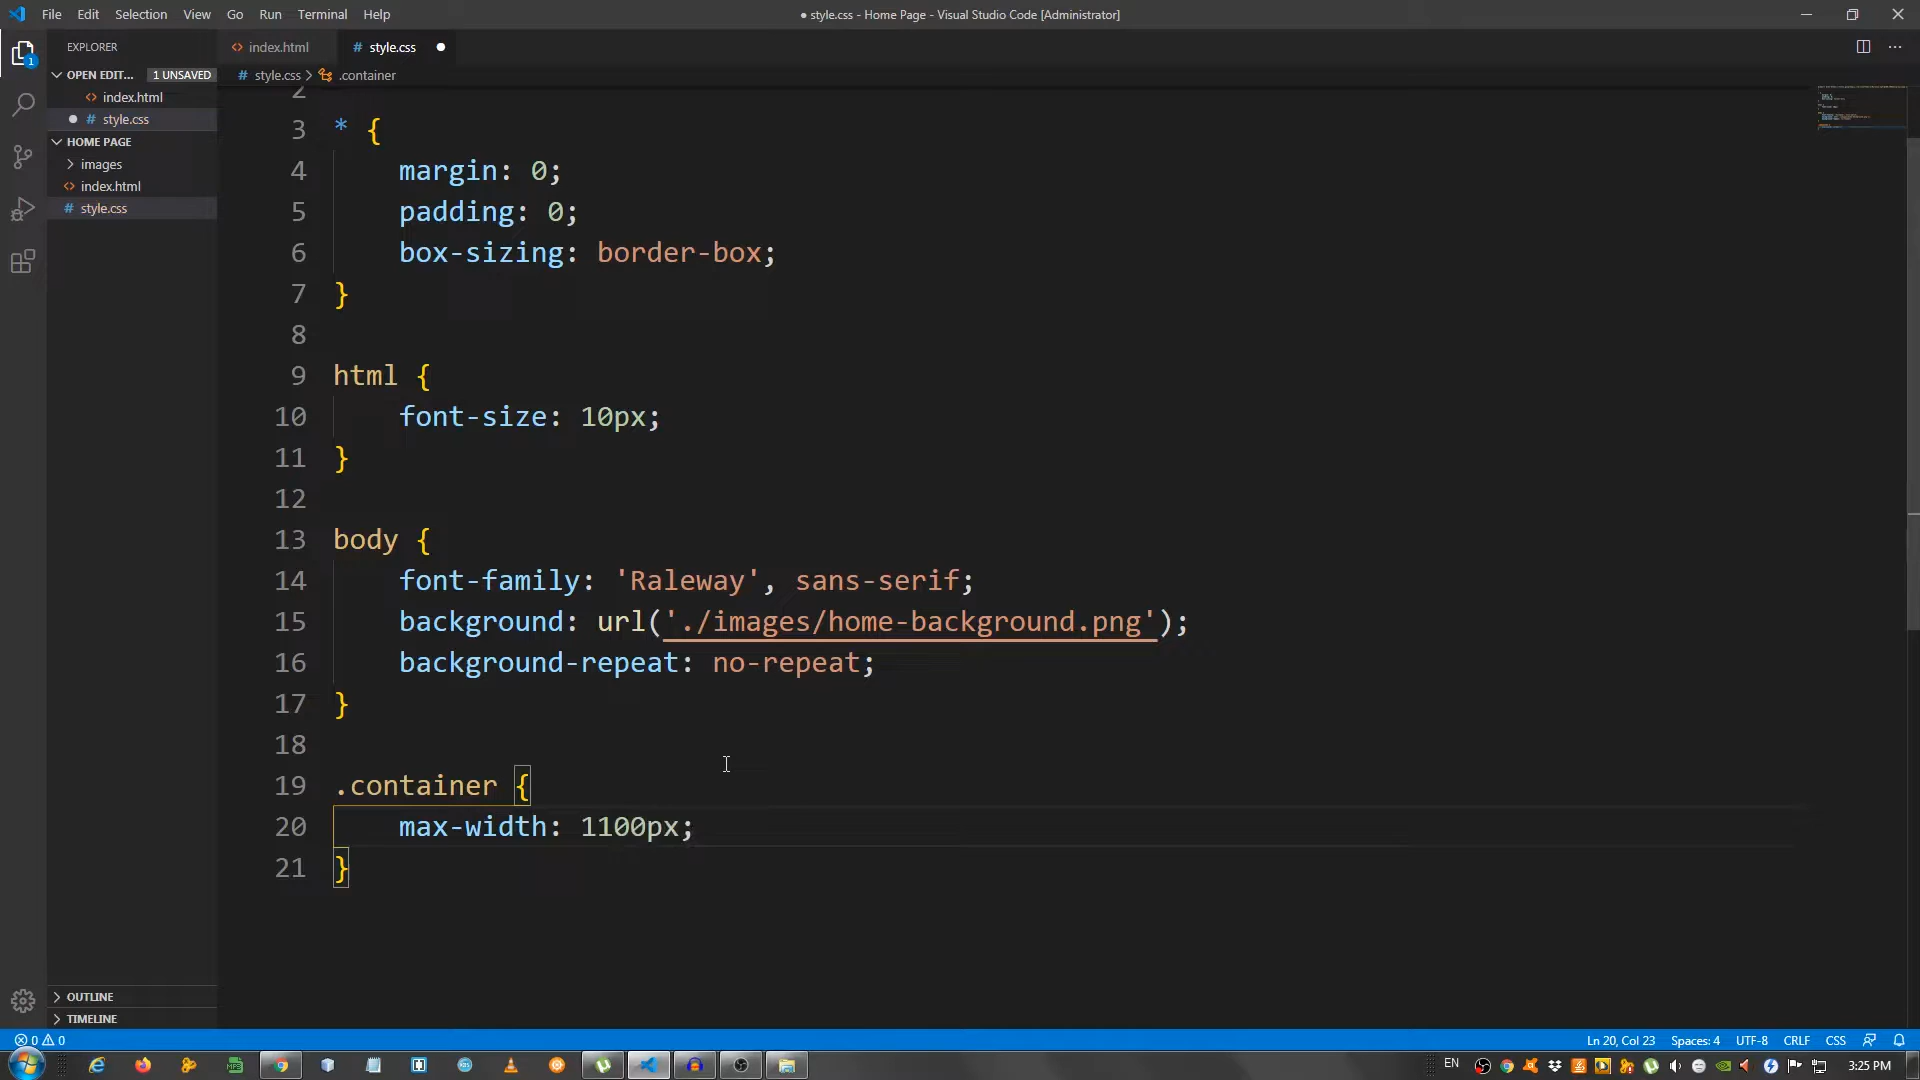 File Edit Selection View Go Run Terminal Help
● style.css - Home Page - Visual Studio Code [Administrator]
EXPLORER
index.html
# style.css
OPEN EDIT... 1 UNSAVED
# style.css > .container
index.html
# style.css
HOME PAGE
images
index.html
# style.css
2
3 * {
4 margin: 0;
5 padding: 0;
6 box-sizing: border-box;
7 }
8
9 html {
10 font-size: 10px;
11 }
12
13 body {
14 font-family: 'Raleway', sans-serif;
15 background: url('./images/home-background.png');
16 background-repeat: no-repeat;
17 }
18
19 .container {
20 max-width: 1100px;
21 }
OUTLINE
TIMELINE
0 0
Ln 20, Col 23 Spaces: 4 UTF-8 CRLF CSS
EN
3:25 PM
1